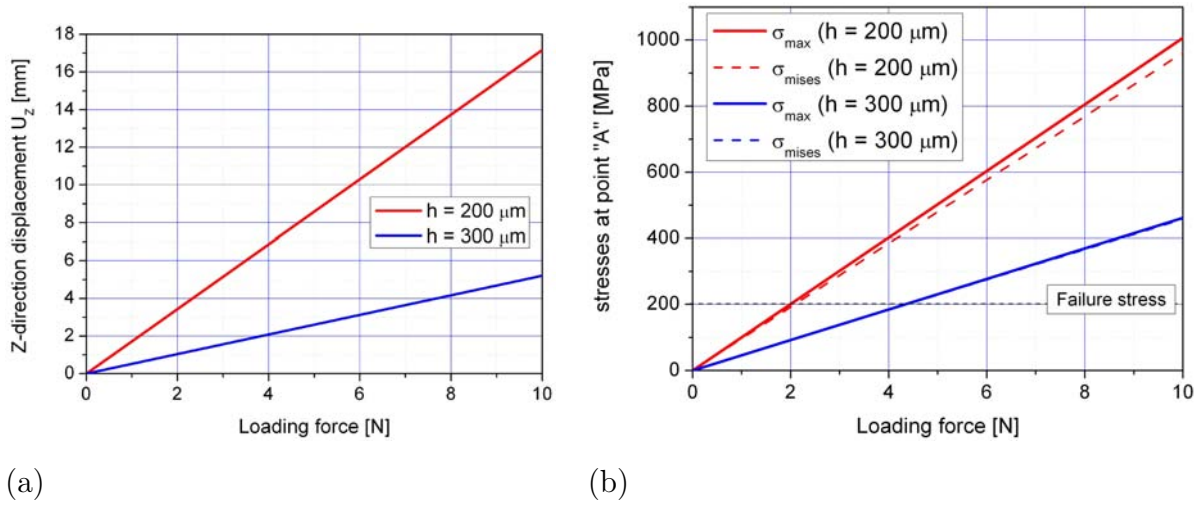 18
16
14
12
10
8
6
4
2
0
Z-direction displacement U_Z [mm]
h = 200 μm
h = 300 μm
0 2 4 6 8 10
Loading force [N]
(a)
1000
800
600
400
200
0
stresses at point "A" [MPa]
σ_max (h = 200 μm)
σ_mises (h = 200 μm)
σ_max (h = 300 μm)
σ_mises (h = 300 μm)
Failure stress
0 2 4 6 8 10
Loading force [N]
(b)